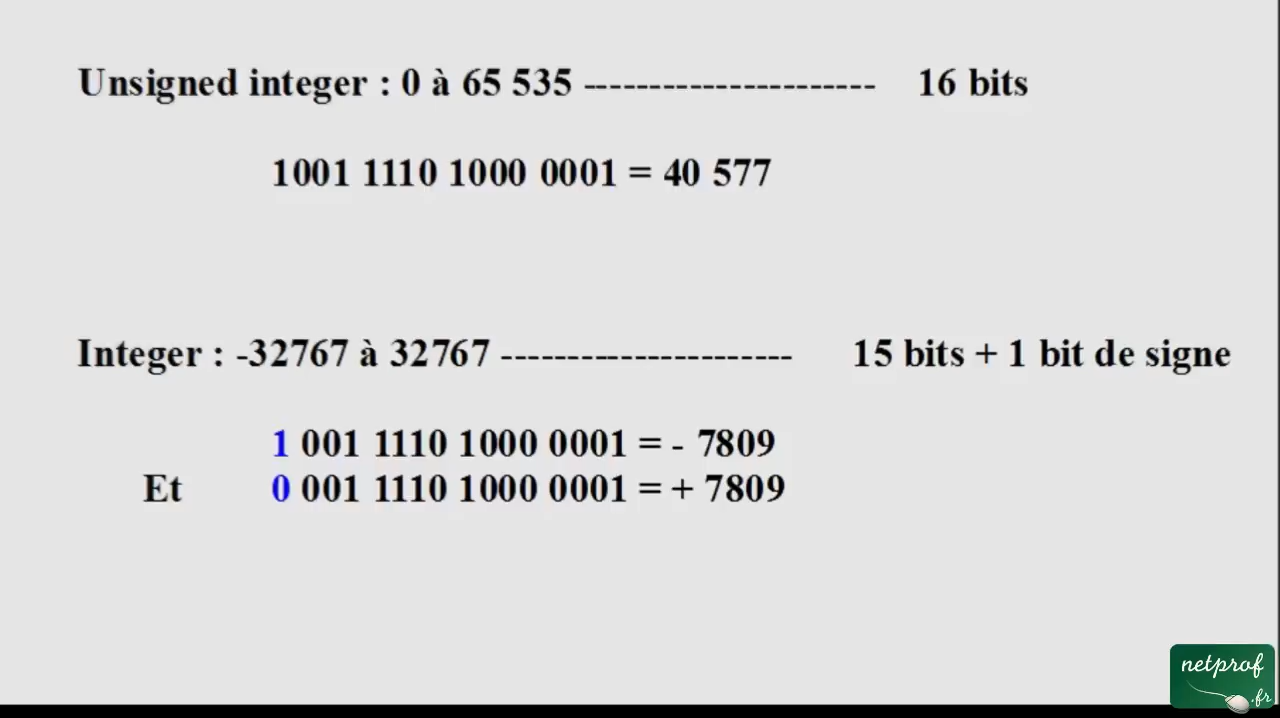 Unsigned integer : 0 à 65 535 ---------------------- 16 bits
1001 1110 1000 0001 = 40 577
Integer : -32767 à 32767 ---------------------- 15 bits + 1 bit de signe
1 001 1110 1000 0001 = - 7809
Et 0 001 1110 1000 0001 = + 7809
netprof
.fr